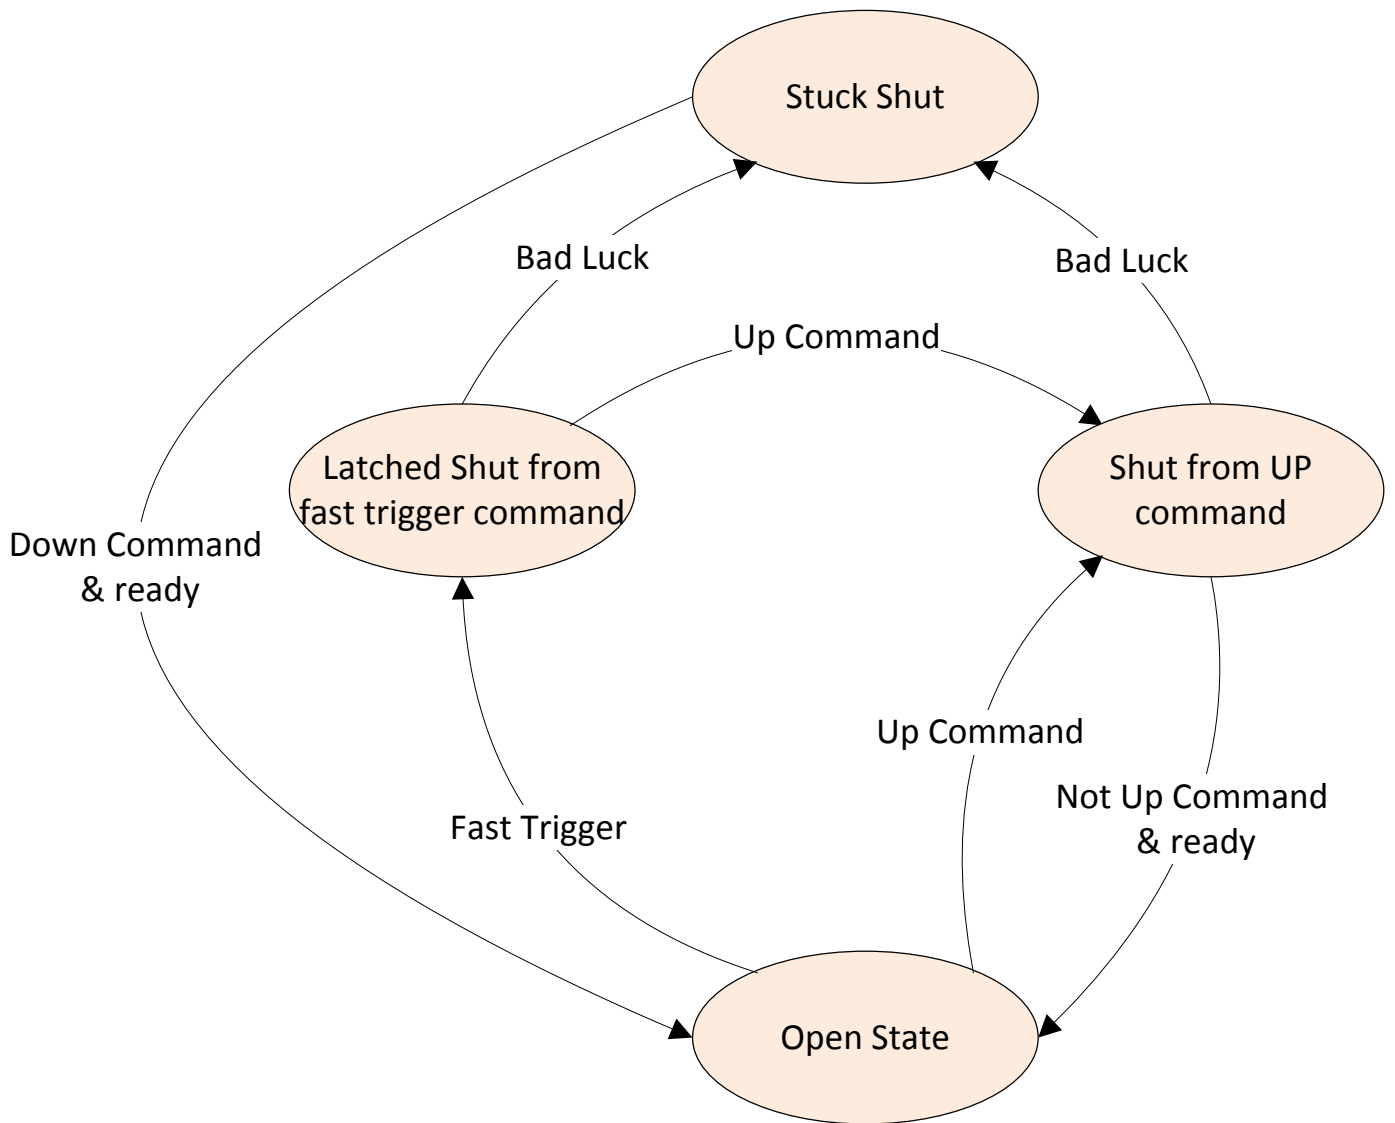 Stuck Shut
Bad Luck
Bad Luck
Up Command
Latched Shut from
fast trigger command
Shut from UP
command
Down Command
& ready
Up Command
Not Up Command
& ready
Fast Trigger
Open State